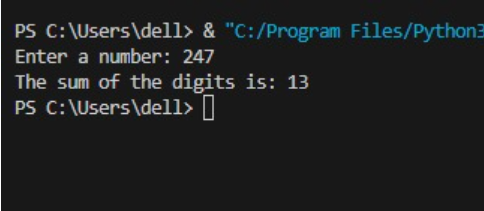 PS C:\Users\dell> & "C:/Program Files/Python3
Enter a number: 247
The sum of the digits is: 13
PS C:\Users\dell>